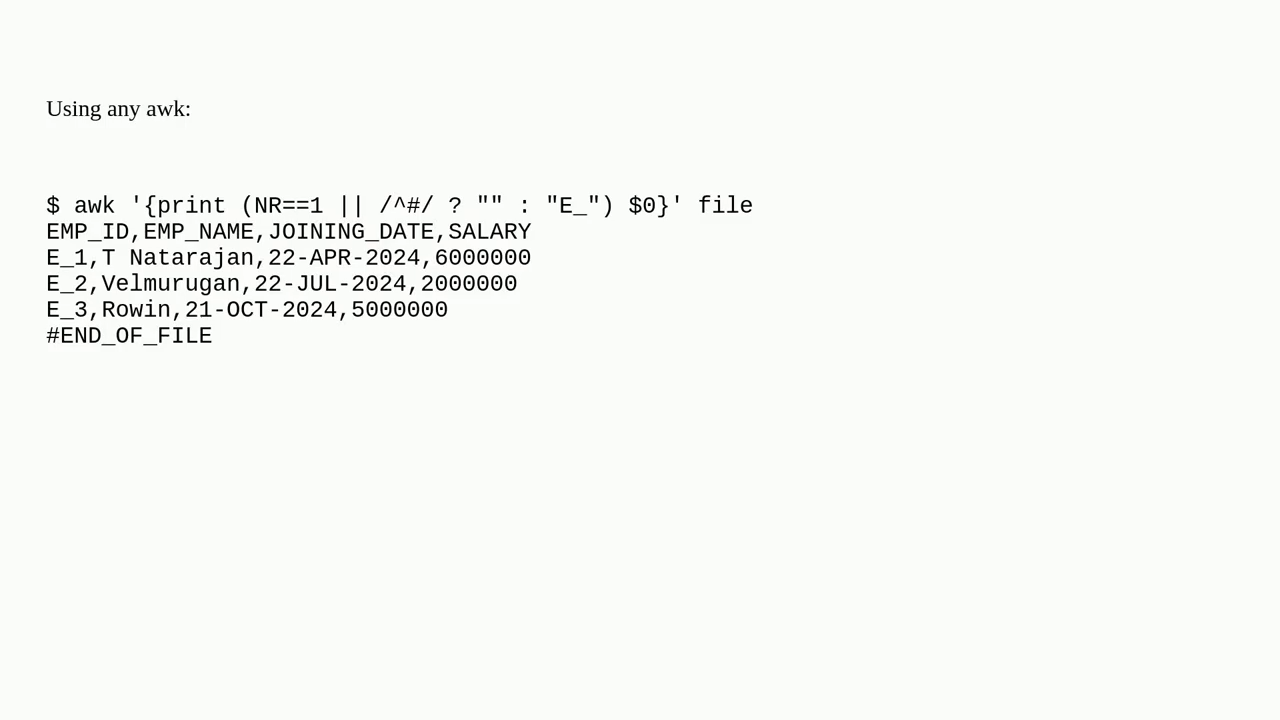 Using any awk:
$ awk '{print (NR==1 || /^#/ ? "" : "E_") $0}' file
EMP_ID,EMP_NAME,JOINING_DATE,SALARY
E_1,T Natarajan,22-APR-2024,6000000
E_2,Velmurugan,22-JUL-2024,2000000
E_3,Rowin,21-OCT-2024,5000000
#END_OF_FILE